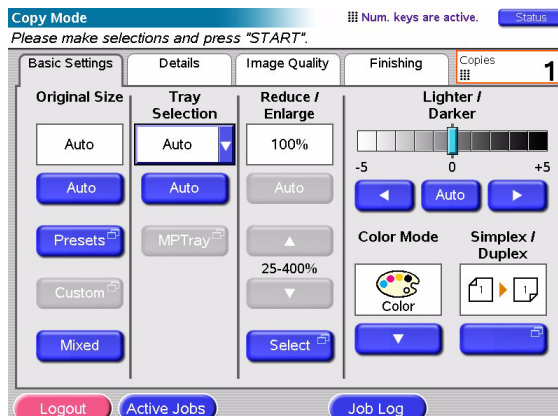 Copy Mode
Num. keys are active.
Status
Please make selections and press "START".
Basic Settings
Details
Image Quality
Finishing
Copies
1
Original Size
Auto
Auto
Presets
Custom
Mixed
Tray
Selection
Auto
Auto
MPTray
Reduce /
Enlarge
100%
Auto
25-400%
Select
Lighter /
Darker
-5
0
+5
Auto
Color Mode
Color
Simplex /
Duplex
1
1
Logout
Active Jobs
Job Log